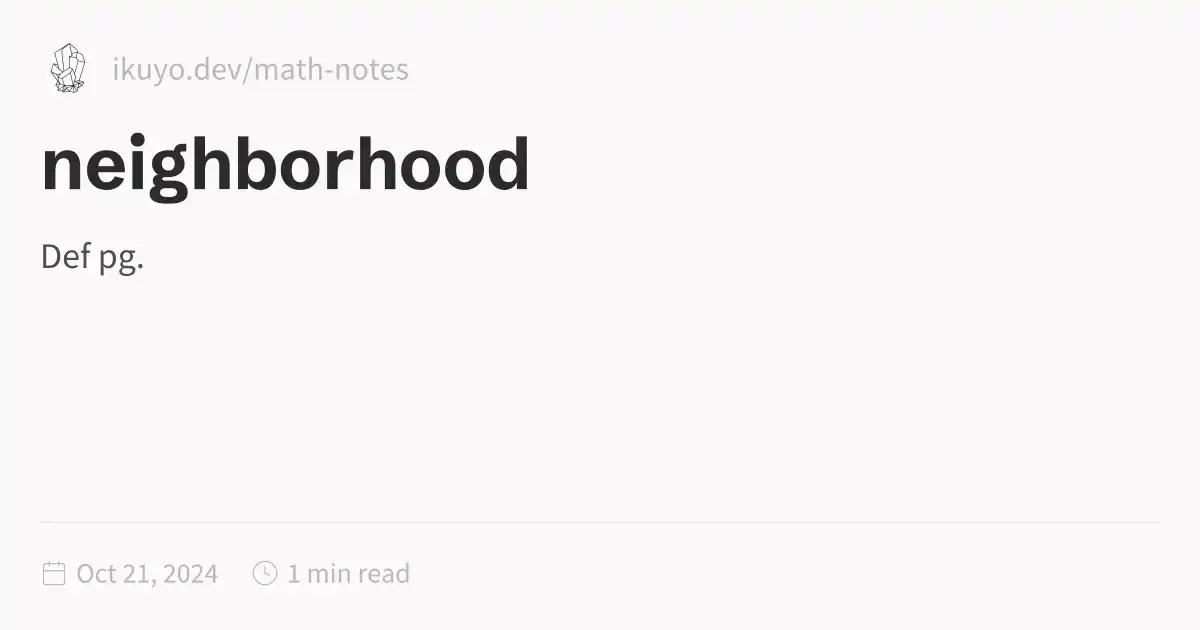 ikuyo.dev/math-notes
neighborhood
Def pg.
Oct 21, 2024 1 min read